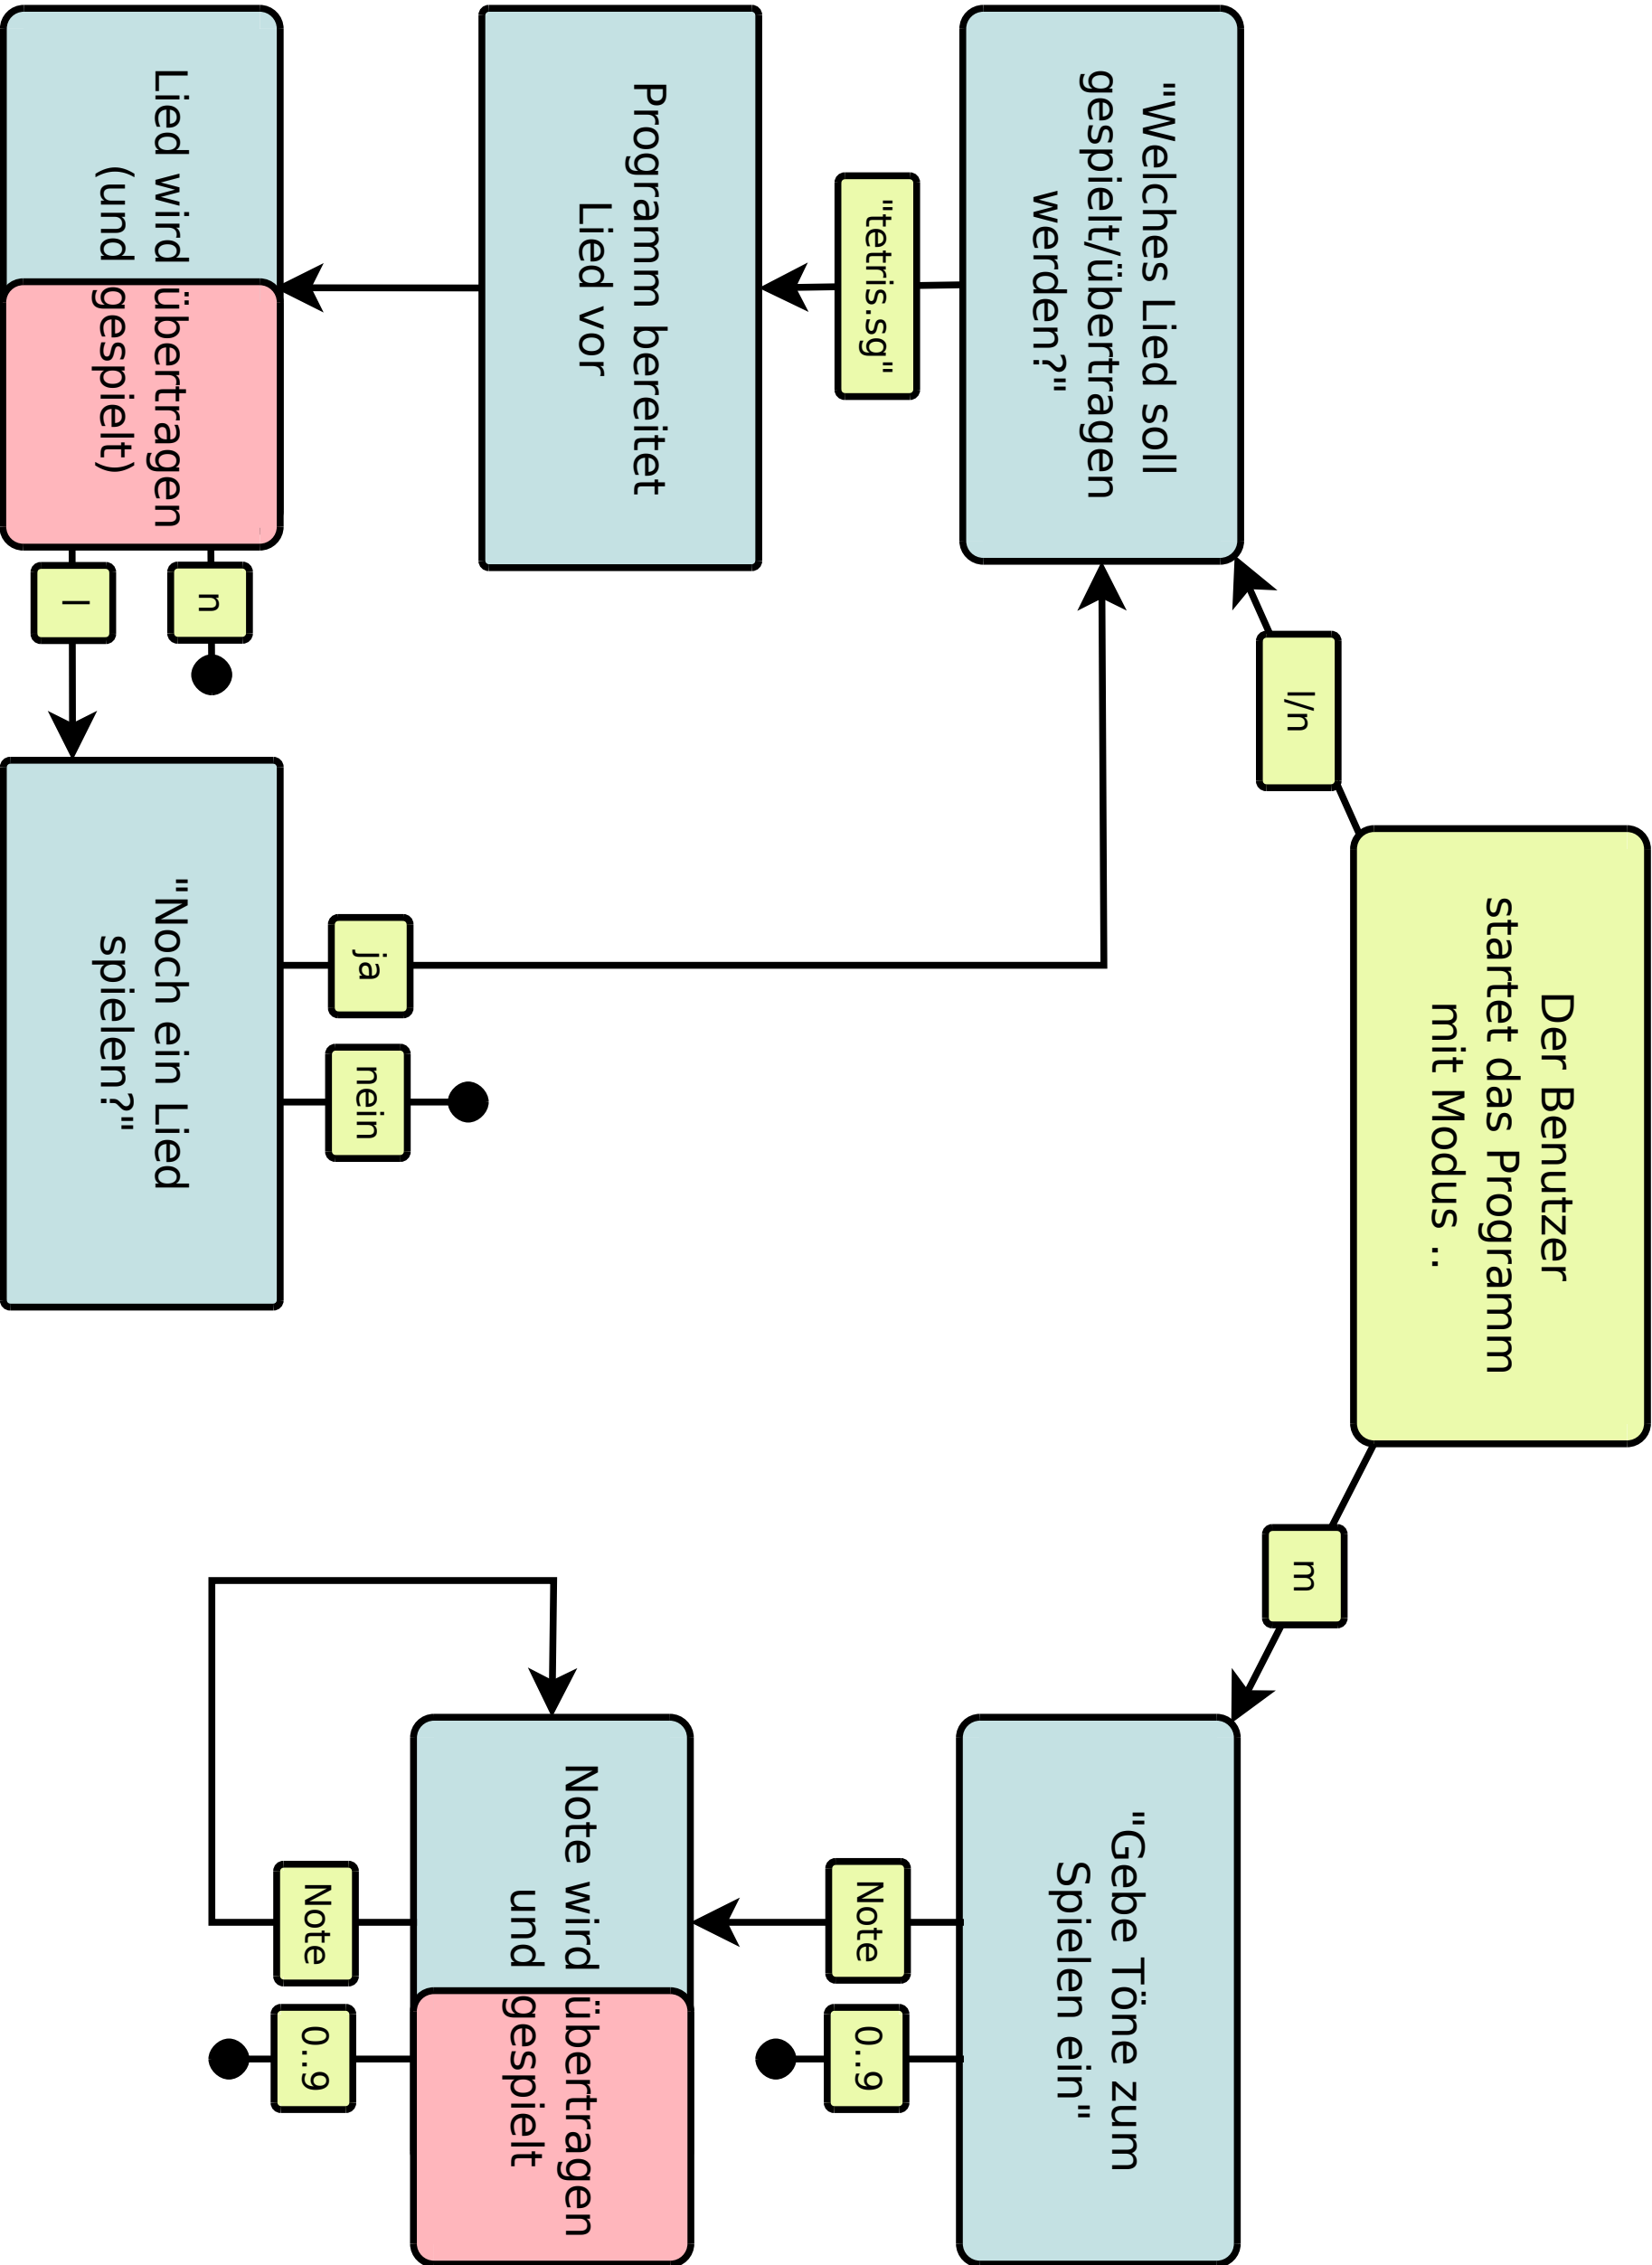 Der Benutzer
startet das Programm
mit Modus ..
l/n
m
"Welches Lied soll
gespielt/übertragen
werden?"
"tetris.sg"
Programm bereitet
Lied vor
Lied wird übertragen
(und gespielt)
n
l
"Noch ein Lied
spielen?"
ja
nein
"Gebe Töne zum
Spielen ein"
Note
0..9
Note wird übertragen
und gespielt
Note
0..9